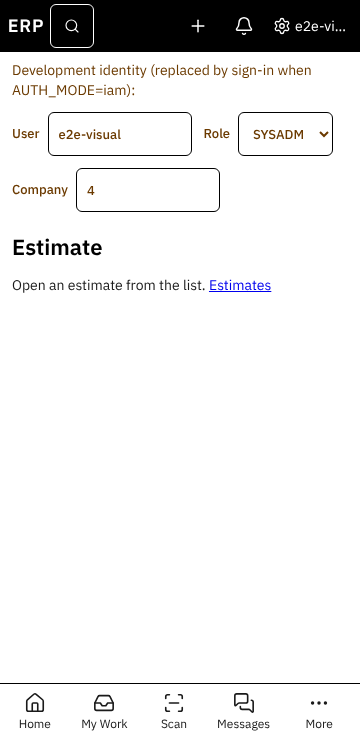 ERP
e2e-vi...
Development identity (replaced by sign-in when
AUTH_MODE=iam):
User e2e-visual Role SYSADM
Company 4
Estimate
Open an estimate from the list. Estimates
Home My Work Scan Messages More